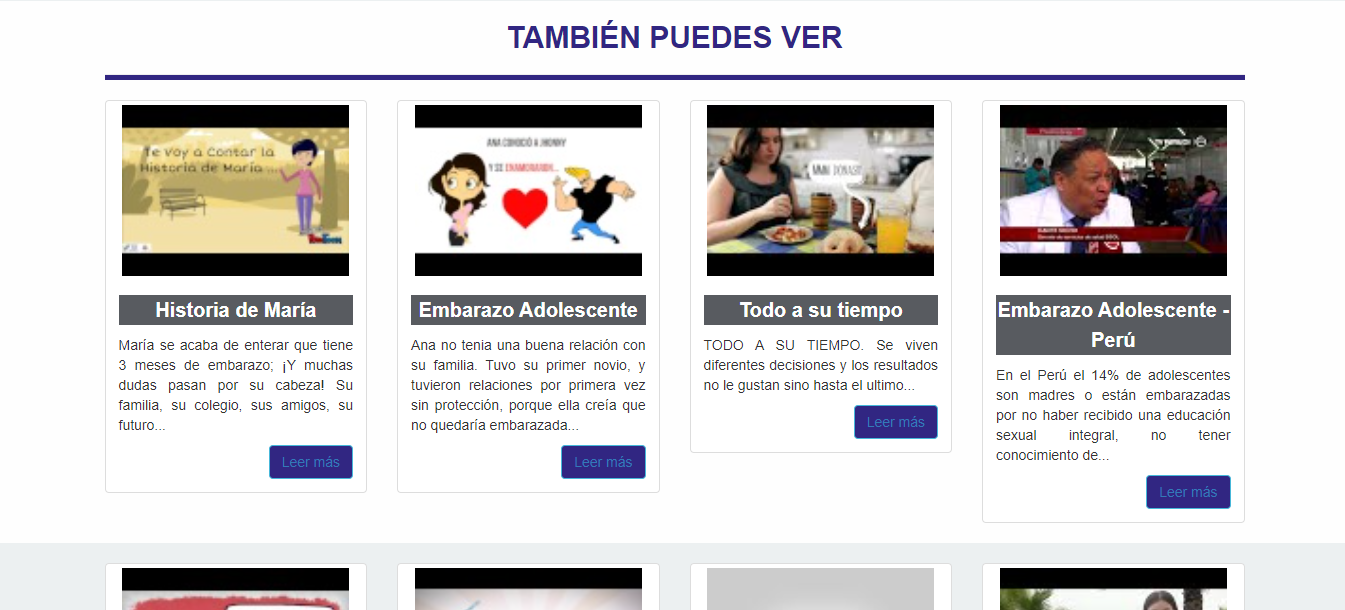 TAMBIÉN PUEDES VER
Te voy a contar la
Historia de María ...
ANA CONOCIÓ A JHONNY
Y SE ENAMORARON...
MMM DONAS!
Historia de María
María se acaba de enterar que tiene
3 meses de embarazo; ¡Y muchas
dudas pasan por su cabeza! Su
familia, su colegio, sus amigos, su
futuro...
Leer más
Embarazo Adolescente
Ana no tenia una buena relación con
su familia. Tuvo su primer novio, y
tuvieron relaciones por primera vez
sin protección, porque ella creía que
no quedaría embarazada...
Leer más
Todo a su tiempo
TODO A SU TIEMPO. Se viven
diferentes decisiones y los resultados
no le gustan sino hasta el ultimo...
Leer más
Embarazo Adolescente -
Perú
En el Perú el 14% de adolescentes
son madres o están embarazadas
por no haber recibido una educación
sexual integral, no tener
conocimiento de...
Leer más